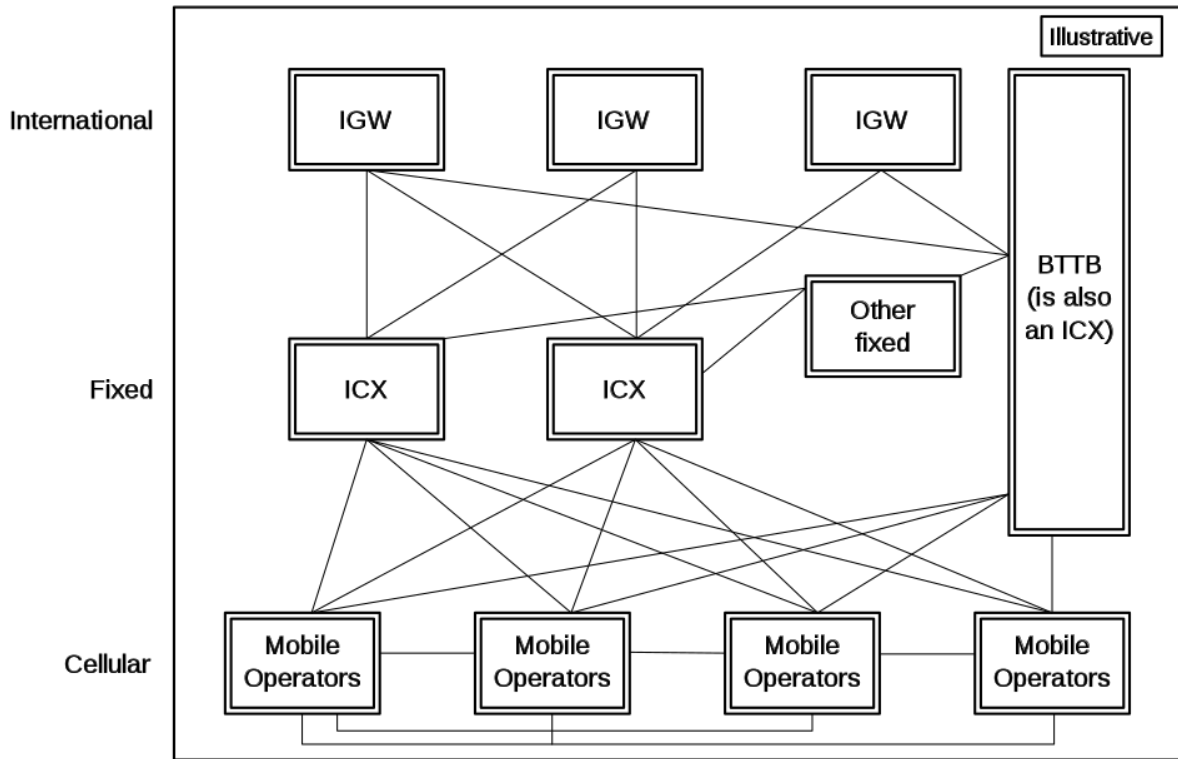 Illustrative
International
IGW
IGW
IGW
BTTB
(is also
an ICX)
Other
fixed
Fixed
ICX
ICX
Cellular
Mobile
Operators
Mobile
Operators
Mobile
Operators
Mobile
Operators